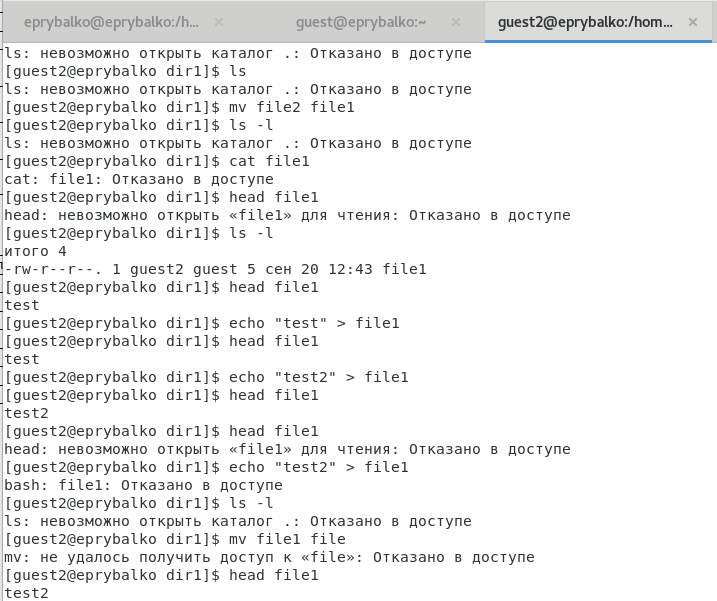 eprybalko@eprybalko:/h...
guest@eprybalko:~
guest2@eprybalko:/hom...
ls: невозможно открыть каталог .: Отказано в доступе
[guest2@eprybalko dir1]$ ls
ls: невозможно открыть каталог .: Отказано в доступе
[guest2@eprybalko dir1]$ mv file2 file1
[guest2@eprybalko dir1]$ ls -l
ls: невозможно открыть каталог .: Отказано в доступе
[guest2@eprybalko dir1]$ cat file1
cat: file1: Отказано в доступе
[guest2@eprybalko dir1]$ head file1
head: невозможно открыть «file1» для чтения: Отказано в доступе
[guest2@eprybalko dir1]$ ls -l
итого 4
-rw-r--r--. 1 guest2 guest 5 сен 20 12:43 file1
[guest2@eprybalko dir1]$ head file1
test
[guest2@eprybalko dir1]$ echo "test" > file1
[guest2@eprybalko dir1]$ head file1
test
[guest2@eprybalko dir1]$ echo "test2" > file1
[guest2@eprybalko dir1]$ head file1
test2
[guest2@eprybalko dir1]$ head file1
head: невозможно открыть «file1» для чтения: Отказано в доступе
[guest2@eprybalko dir1]$ echo "test2" > file1
bash: file1: Отказано в доступе
[guest2@eprybalko dir1]$ ls -l
ls: невозможно открыть каталог .: Отказано в доступе
[guest2@eprybalko dir1]$ mv file1 file
mv: не удалось получить доступ к «file»: Отказано в доступе
[guest2@eprybalko dir1]$ head file1
test2